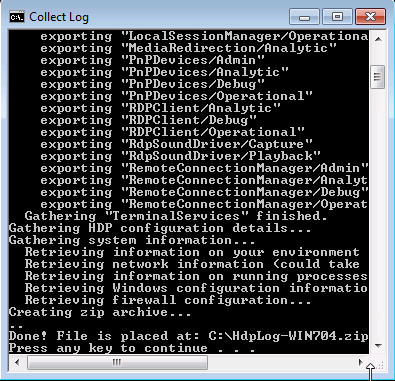 Collect Log
exporting "LocalSessionManager/Operationa
exporting "MediaRedirection/Analytic"
exporting "PnPDevices/Admin"
exporting "PnPDevices/Analytic"
exporting "PnPDevices/Debug"
exporting "PnPDevices/Operational"
exporting "RDPClient/Analytic"
exporting "RDPClient/Debug"
exporting "RDPClient/Operational"
exporting "RdpSoundDriver/Capture"
exporting "RdpSoundDriver/Playback"
exporting "RemoteConnectionManager/Admin"
exporting "RemoteConnectionManager/Analyt
exporting "RemoteConnectionManager/Debug"
exporting "RemoteConnectionManager/Operat
Gathering "TerminalServices" finished.
Gathering HDP configuration details...
Gathering system information...
Retrieving information on your environment
Retrieving network information (could take
Retrieving information on running processes
Retrieving Windows configuration informatio
Retrieving firewall configuration...
Creating zip archive...
..
Done! File is placed at: C:\HdpLog-WIN704.zip
Press any key to continue . . .